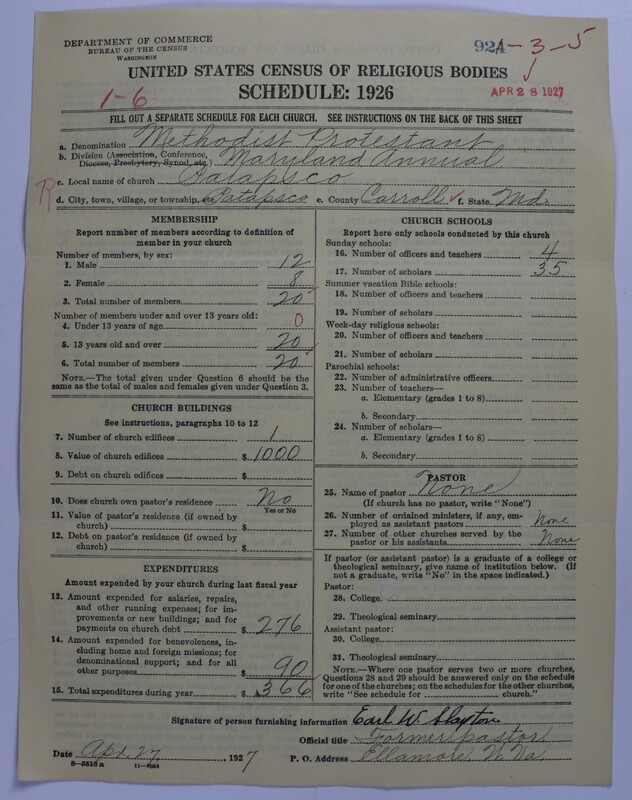 DEPARTMENT OF COMMERCE
BUREAU OF THE CENSUS
WASHINGTON
924-3-5
UNITED STATES CENSUS OF RELIGIOUS BODIES
SCHEDULE: 1926
1-6
APR 28 1927
FILL OUT A SEPARATE SCHEDULE FOR EACH CHURCH. SEE INSTRUCTIONS ON THE BACK OF THIS SHEET
a. Denomination Methodist Protestant
b. Division (Association, Conference, Diocese, Presbytery, Synod, etc.) Maryland Annual
c. Local name of church Patapsco
R
d. City, town, village, or township, etc. Patapsco e. County Carroll f. State Md.
MEMBERSHIP
Report number of members according to definition of
member in your church
Number of members, by sex:
1. Male 12
2. Female 8
3. Total number of members 20
Number of members under and over 13 years old:
4. Under 13 years of age 0
5. 13 years old and over 20
6. Total number of members 20
NOTE.—The total given under Question 6 should be
same as the total of males and females given under Question 3.
CHURCH BUILDINGS
See instructions, paragraphs 10 to 12
7. Number of church edifices 1
8. Value of church edifices $ 1000
9. Debt on church edifices $
10. Does church own pastor's residence No
Yes or No
11. Value of pastor's residence (if owned by
church) $
12. Debt on pastor's residence (if owned by
church) $
EXPENDITURES
Amount expended by your church during last fiscal year
13. Amount expended for salaries, repairs,
and other running expenses; for im-
provements or new buildings; and for
payments on church debt $ 276
14. Amount expended for benevolences, in-
cluding home and foreign missions; for
denominational support; and for all
other purposes $ 90
15. Total expenditures during year $ 366
CHURCH SCHOOLS
Report here only schools conducted by this church
Sunday schools:
16. Number of officers and teachers 4
17. Number of scholars 35
Summer vacation Bible schools:
18. Number of officers and teachers
19. Number of scholars
Week-day religious schools:
20. Number of officers and teachers
21. Number of scholars
Parochial schools:
22. Number of administrative officers
23. Number of teachers—
a. Elementary (grades 1 to 8)
b. Secondary
24. Number of scholars—
a. Elementary (grades 1 to 8)
b. Secondary
PASTOR
25. Name of pastor None
(If church has no pastor, write "None")
26. Number of ordained ministers, if any, em-
ployed as assistant pastors None
27. Number of other churches served by the
pastor or his assistants None
If pastor (or assistant pastor) is a graduate of a college or
theological seminary, give name of institution below. (If
not a graduate, write "No" in the space indicated.)
Pastor:
28. College
29. Theological seminary
Assistant pastor:
30. College
31. Theological seminary
NOTE.—Where one pastor serves two or more churches,
Questions 28 and 29 should be answered only on the schedule
for one of the churches; on the schedules for the other churches,
write "See schedule for church."
Signature of person furnishing information Earl W. Slayton
Official title Former pastor
Date Apr. 27, 1927 P. O. Address Ellamore, W. Va.
8-5515a 11-9024